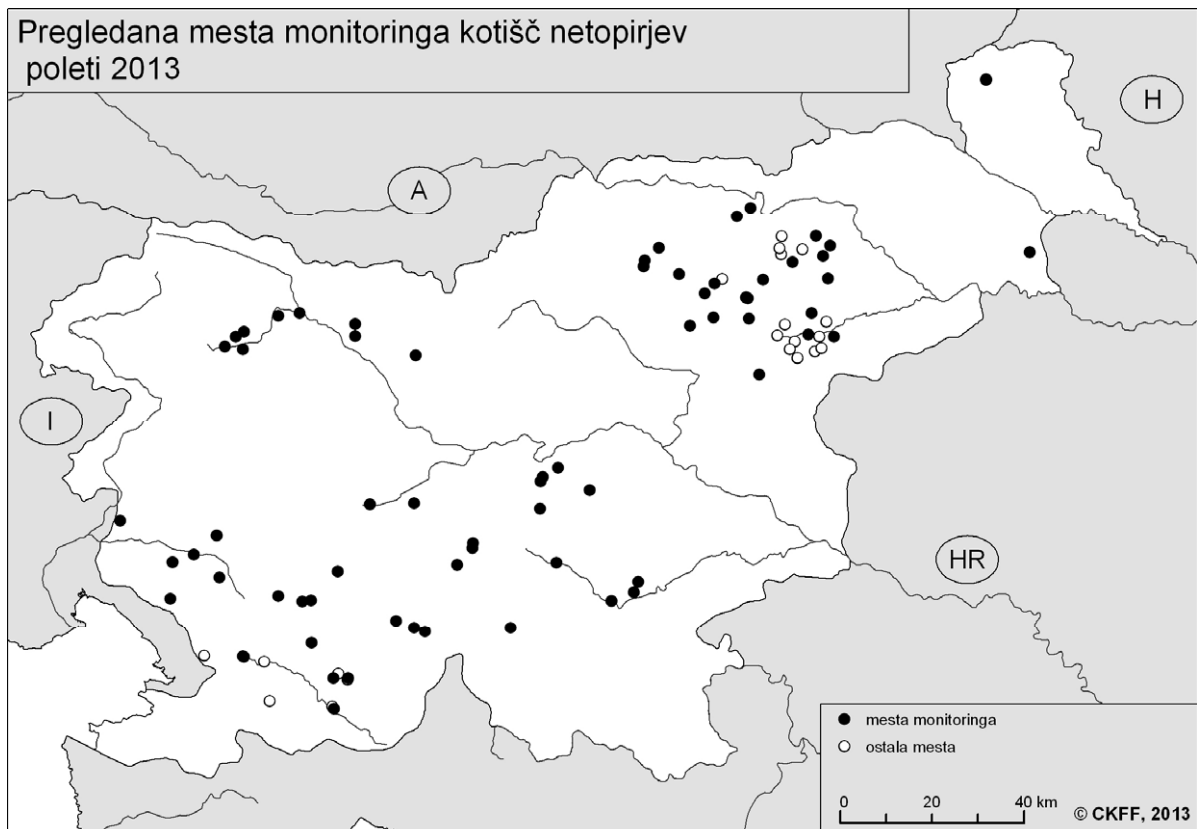 Pregledana mesta monitoringa kotišč netopirjev
poleti 2013
H
A
I
HR
mesta monitoringa
ostala mesta
0 20 40 km
© CKFF, 2013